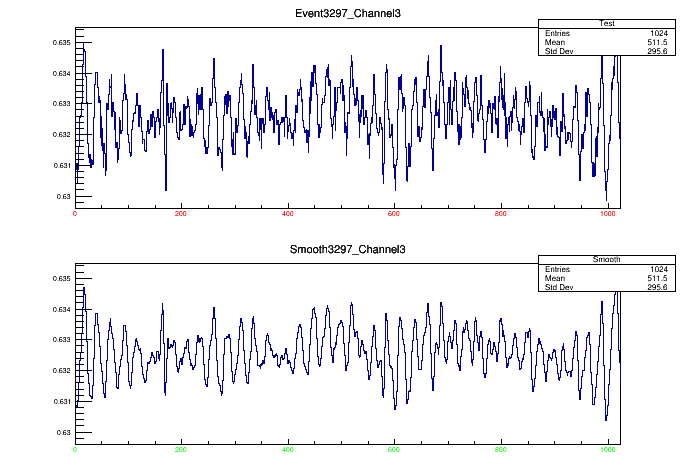 Event3297_Channel3
Test
Entries 1024
Mean 511.5
Std Dev 295.6
0.635
0.634
0.633
0.632
0.631
0.63
0 200 400 600 800 1000
Smooth3297_Channel3
Smooth
Entries 1024
Mean 511.5
Std Dev 295.6
0.635
0.634
0.633
0.632
0.631
0.63
0 200 400 600 800 1000